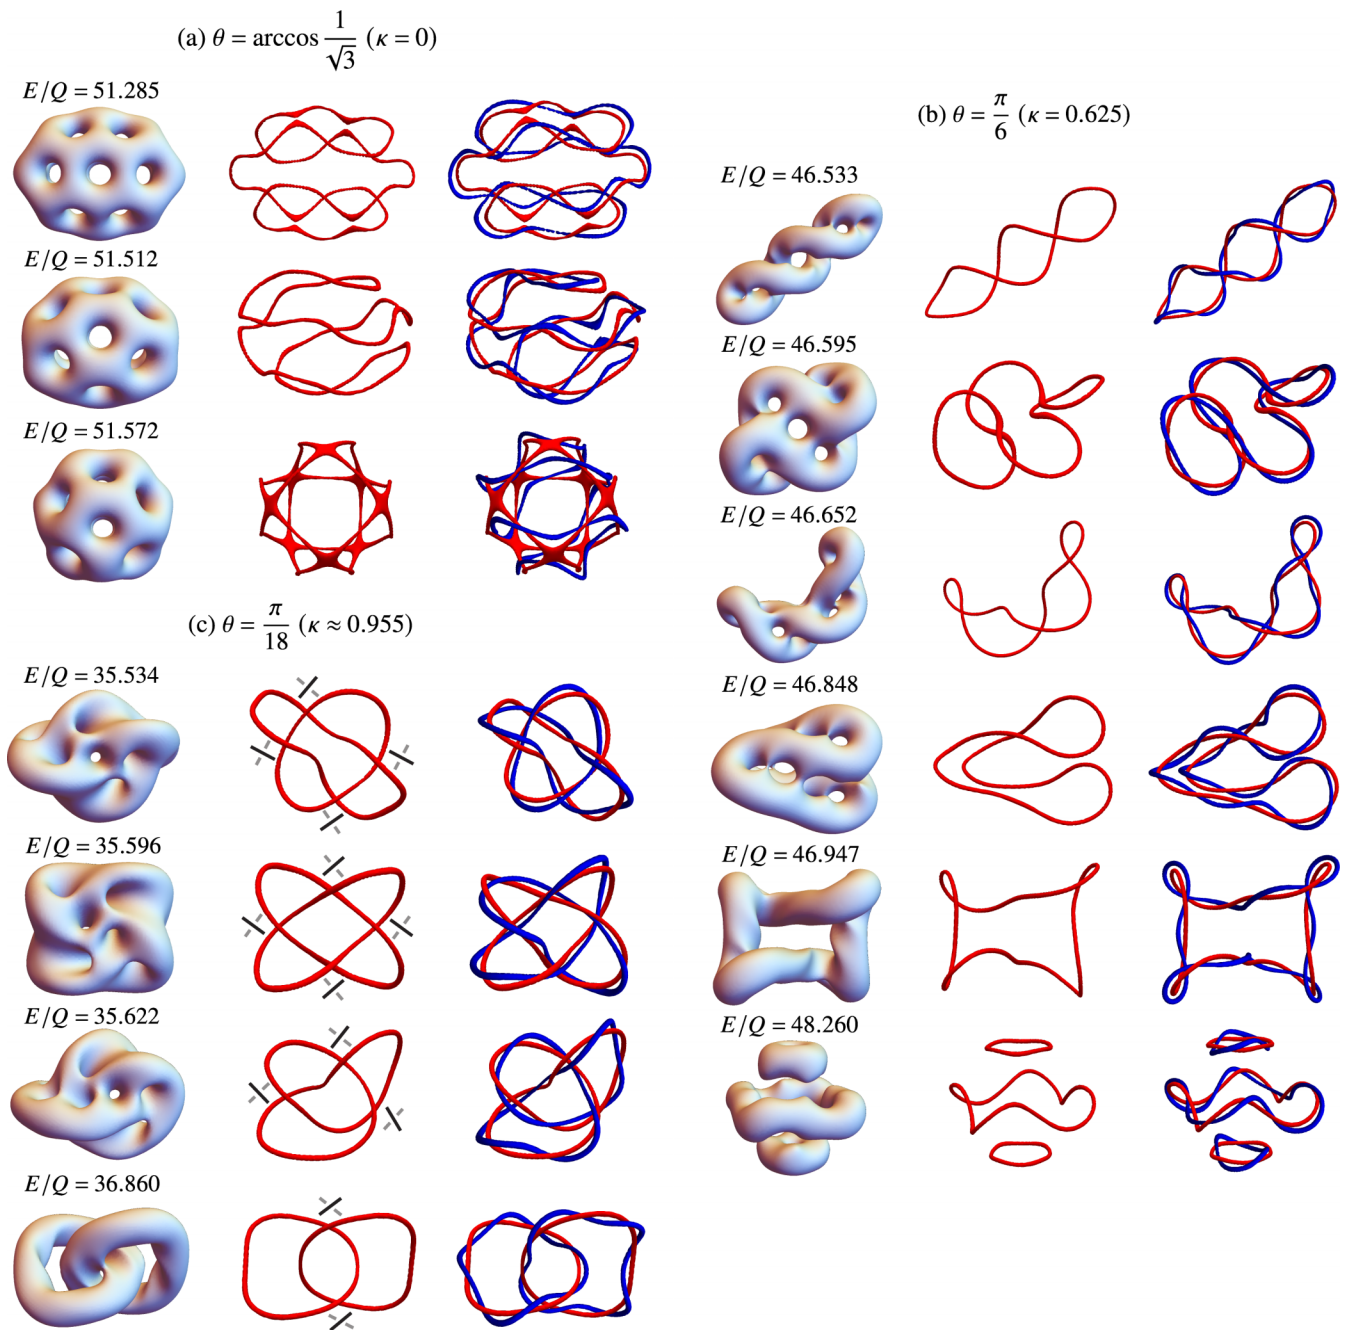 (a) θ = arccos 1/√3 (κ = 0)
E/Q = 51.285
E/Q = 51.512
E/Q = 51.572
(b) θ = π/6 (κ = 0.625)
E/Q = 46.533
E/Q = 46.595
E/Q = 46.652
E/Q = 46.848
E/Q = 46.947
E/Q = 48.260
(c) θ = π/18 (κ ≈ 0.955)
E/Q = 35.534
E/Q = 35.596
E/Q = 35.622
E/Q = 36.860